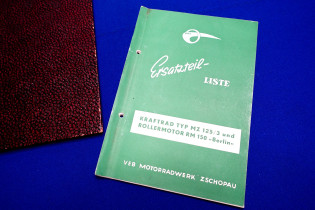 Ersatzteil-
LISTE
KRAFTRAD TYP MZ 125/3 und
ROLLERMOTOR RM 150 »Berlin«
VEB MOTORRADWERK ZSCHOPAU